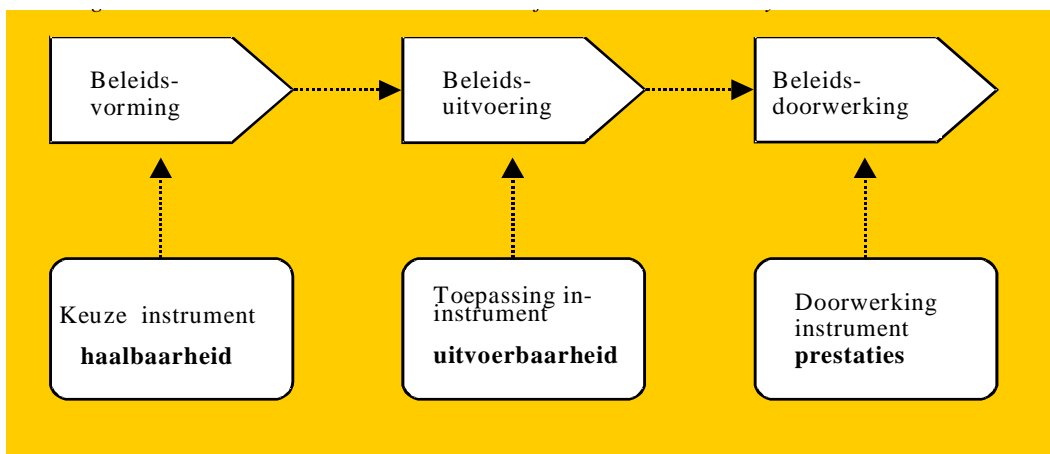 Beleids-
vorming
Beleids-
uitvoering
Beleids-
doorwerking
Keuze instrument
haalbaarheid
Toepassing in-
instrument
uitvoerbaarheid
Doorwerking
instrument
prestaties